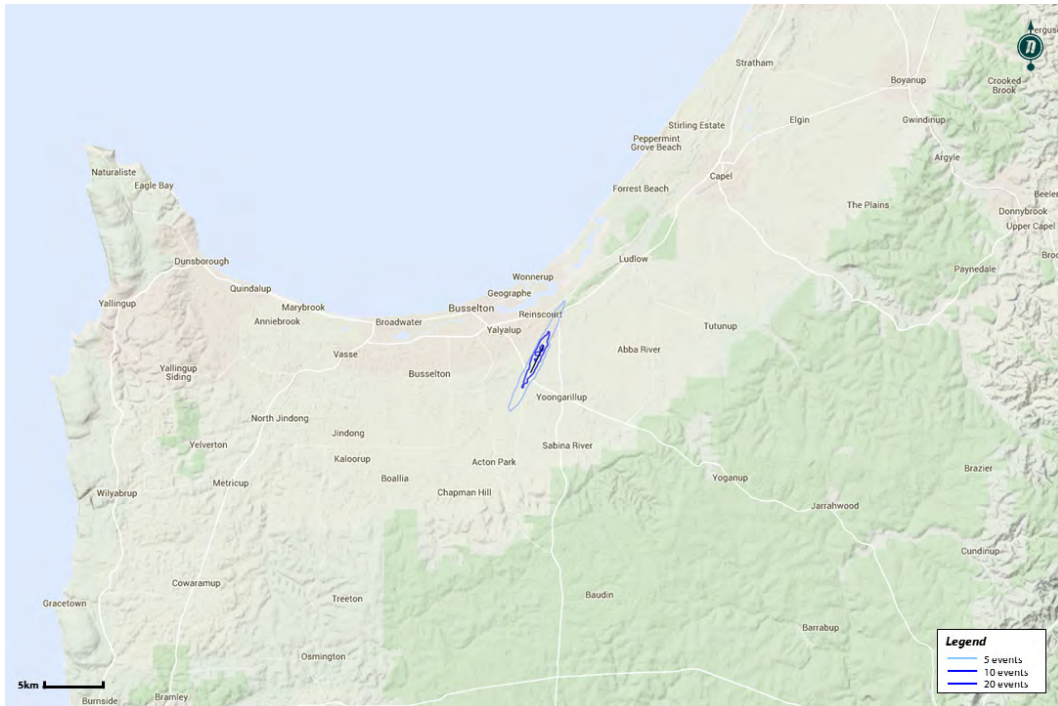 Fergus
n
Stratham
Boyanup
Crooked
Brook
Elgin
Gwindinup
Stirling Estate
Peppermint
Grove Beach
Argyle
Naturaliste
Capel
Eagle Bay
Forrest Beach
Beeler
The Plains
Donnybrook
Upper Capel
Dunsborough
Ludlow
Broo
Paynedale
Wonnerup
Quindalup
Geographe
Yallingup
Marybrook
Busselton
Reinscourt
Anniebrook
Broadwater
Yalyalup
Tutunup
Vasse
Abba River
Yallingup
Siding
Busselton
Yoongarillup
North Jindong
Jindong
Yelverton
Sabina River
Kaloorup
Acton Park
Brazier
Metricup
Boallia
Yoganup
Wilyabrup
Chapman Hill
Jarrahwood
Cundinup
Cowaramup
Baudin
Gracetown
Treeton
Barrabup
Legend
Osmington
5 events
10 events
20 events
5km
Bramley
Burnside